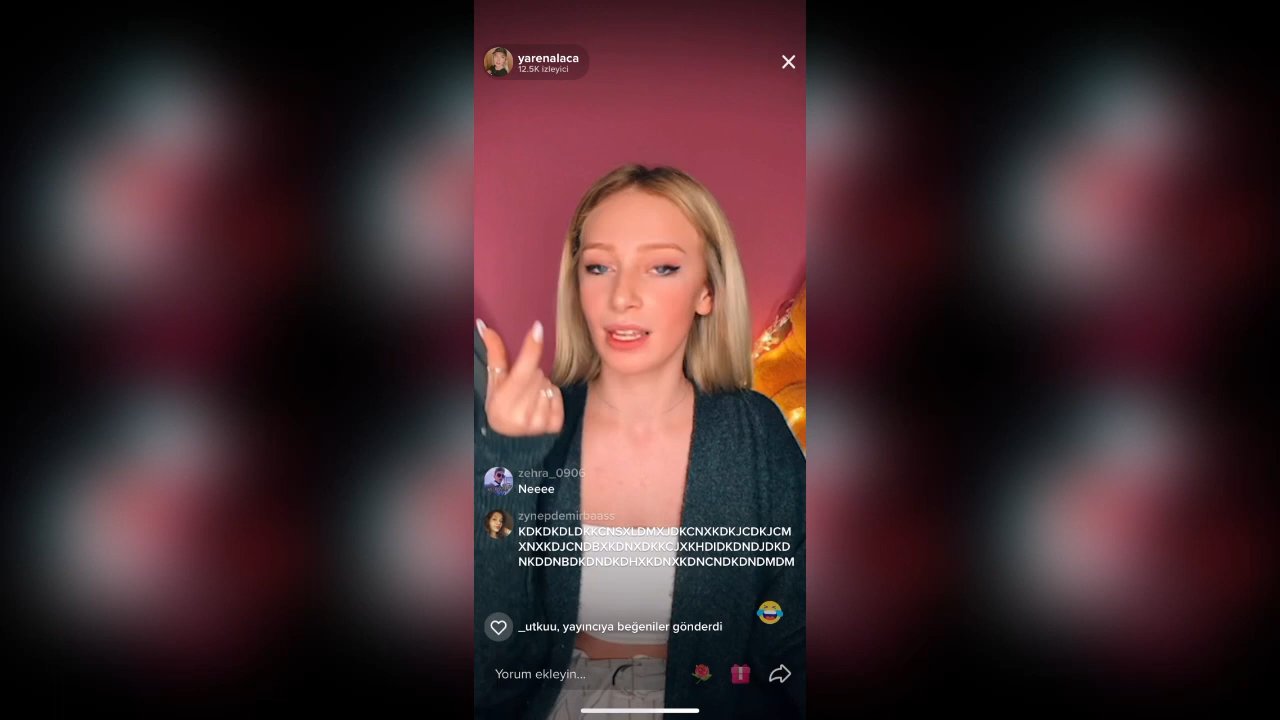 yarenalaca
12.5K izleyici
zehra_0906
Neeee
zynepdemirbaass
KDKDKDLDKKCNSXLDMXJDKCNXKDKJCDKJCM
XNXKDJCNDBXKDNXDKKCJXKHDIDKDNDJDKD
NKDDNBDKDNDKDHXKDNXKDNCNDKDNDMDM
_utkuu, yayıncıya beğeniler gönderdi
Yorum ekleyin...